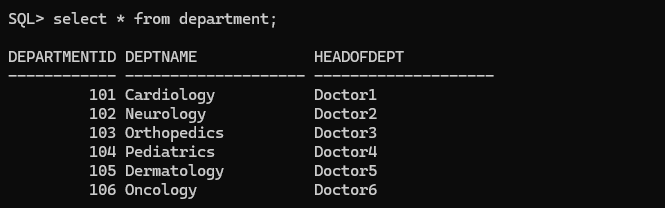 SQL> select * from department;
DEPARTMENTID DEPTNAME             HEADOFDEPT
------------ -------------------- --------------------
         101 Cardiology           Doctor1
         102 Neurology            Doctor2
         103 Orthopedics          Doctor3
         104 Pediatrics           Doctor4
         105 Dermatology          Doctor5
         106 Oncology             Doctor6